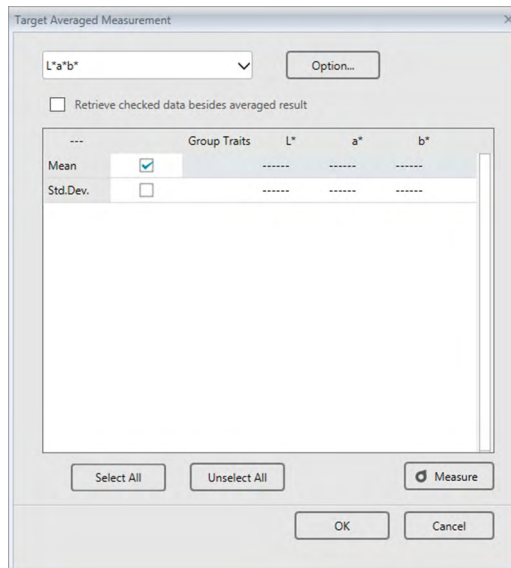 Target Averaged Measurement
L*a*b*
Option...
Retrieve checked data besides averaged result
--- Group Traits L* a* b*
Mean ------ ------ ------
Std.Dev. ------ ------ ------
Select All Unselect All Measure
OK Cancel